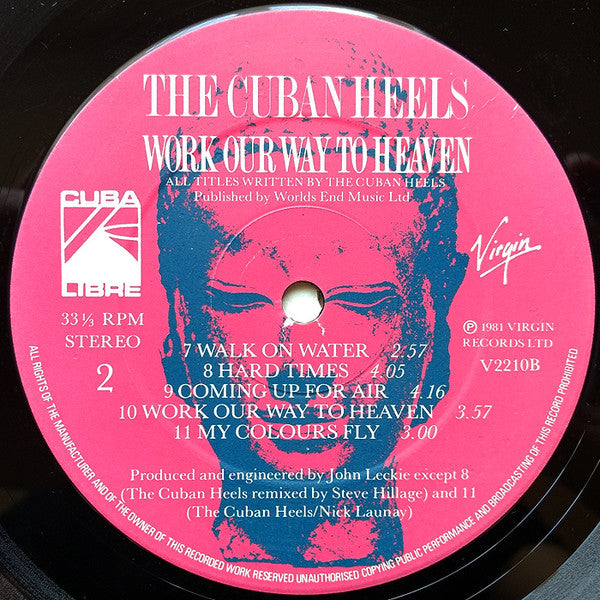 THE CUBAN HEELS
WORK OUR WAY TO HEAVEN
ALL TITLES WRITTEN BY THE CUBAN HEELS
Published by Worlds End Music Ltd
CUBA
LIBRE
Virgin
33 ⅓ RPM
STEREO
2
℗ 1981 VIRGIN
RECORDS LTD
V2210B
7 WALK ON WATER 2.57
8 HARD TIMES 4.05
9 COMING UP FOR AIR 4.16
10 WORK OUR WAY TO HEAVEN 3.57
11 MY COLOURS FLY 3.00
Produced and engineered by John Leckie except 8
(The Cuban Heels remixed by Steve Hillage) and 11
(The Cuban Heels/Nick Launay)
ALL RIGHTS OF THE MANUFACTURER AND OF THE OWNER OF THIS RECORDED WORK RESERVED UNAUTHORISED COPYING PUBLIC PERFORMANCE AND BROADCASTING OF THIS RECORD PROHIBITED